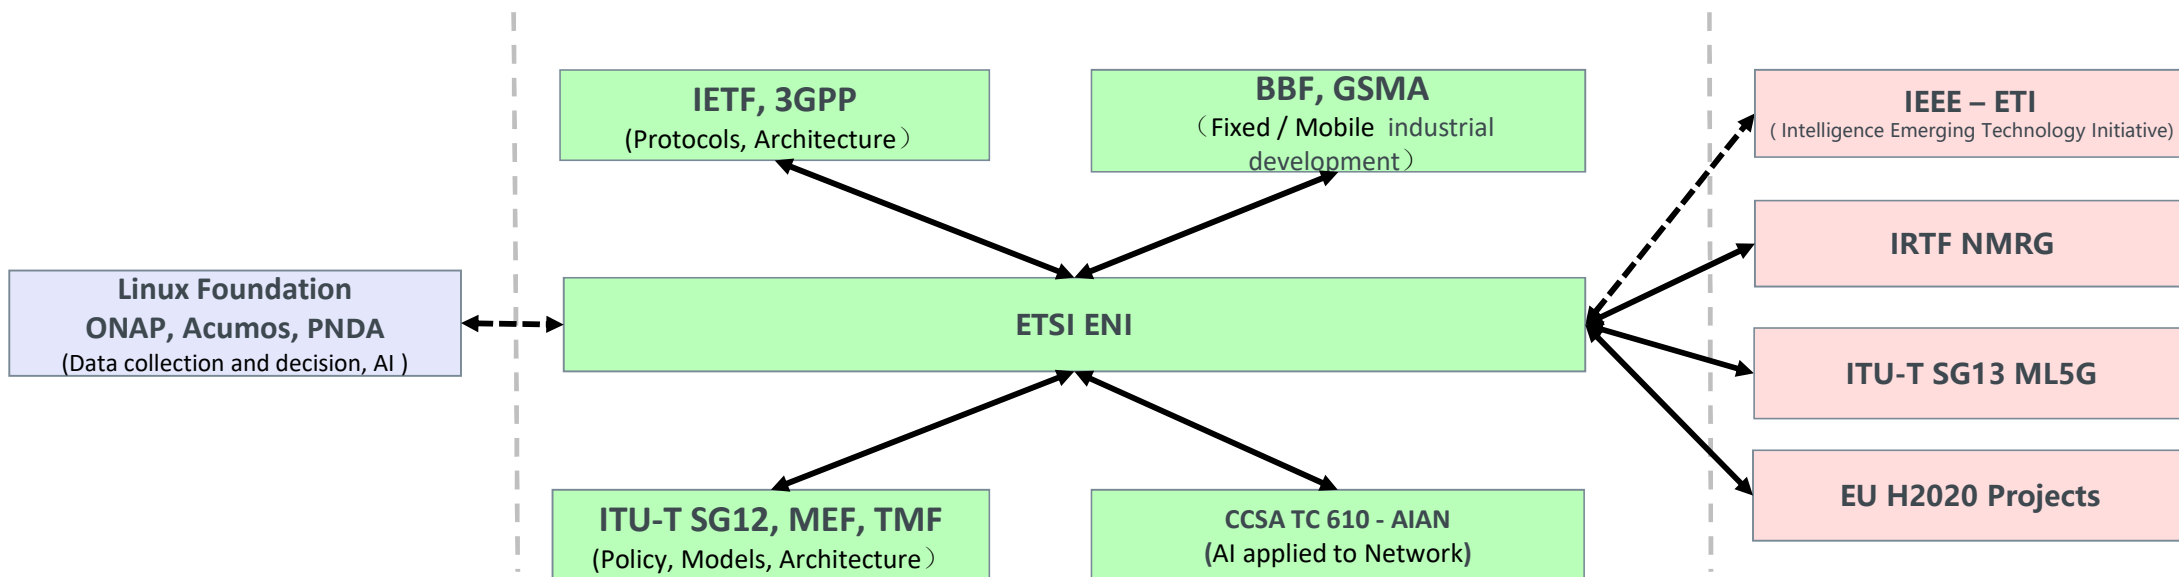 IETF, 3GPP
(Protocols, Architecture）
BBF, GSMA
（Fixed / Mobile industrial
development）
IEEE – ETI
( Intelligence Emerging Technology Initiative)
IRTF NMRG
Linux Foundation
ONAP, Acumos, PNDA
(Data collection and decision, AI )
ETSI ENI
ITU-T SG13 ML5G
EU H2020 Projects
ITU-T SG12, MEF, TMF
(Policy, Models, Architecture）
CCSA TC 610 - AIAN
(AI applied to Network)